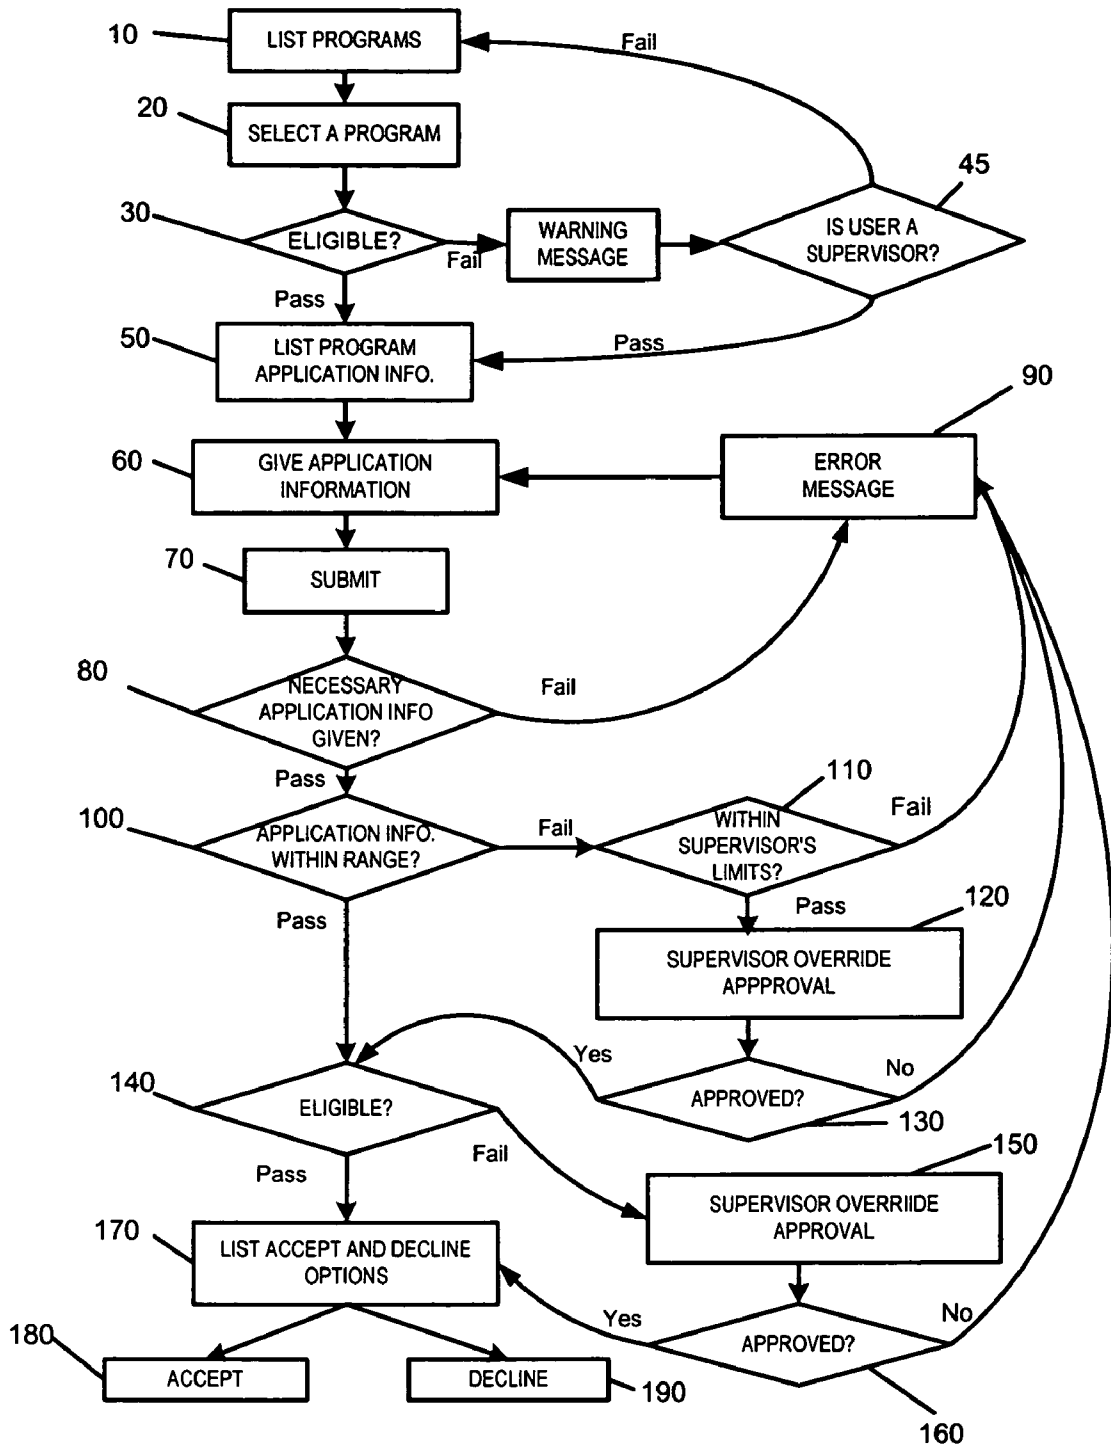 10
LIST PROGRAMS
Fail
20
SELECT A PROGRAM
45
30
ELIGIBLE?
Fail
WARNING
MESSAGE
IS USER A
SUPERVISOR?
Pass
50
LIST PROGRAM
APPLICATION INFO.
Pass
90
60
GIVE APPLICATION
INFORMATION
ERROR
MESSAGE
70
SUBMIT
80
NECESSARY
APPLICATION INFO
GIVEN?
Fail
Pass
110
100
APPLICATION INFO.
WITHIN RANGE?
Fail
WITHIN
SUPERVISOR'S
LIMITS?
Fail
Pass
Pass
120
SUPERVISOR OVERRIDE
APPPROVAL
Yes
No
140
ELIGIBLE?
APPROVED?
130
Fail
Pass
150
SUPERVISOR OVERRIIDE
APPROVAL
170
LIST ACCEPT AND DECLINE
OPTIONS
Yes
No
APPROVED?
180
ACCEPT
DECLINE
190
160